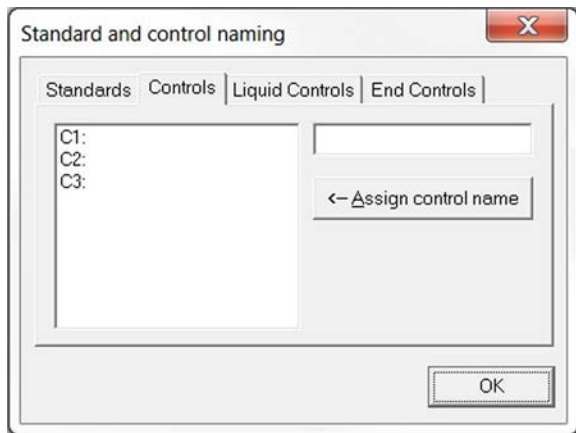 Standard and control naming
Standards Controls Liquid Controls End Controls
C1:
C2:
C3:
<– Assign control name
OK